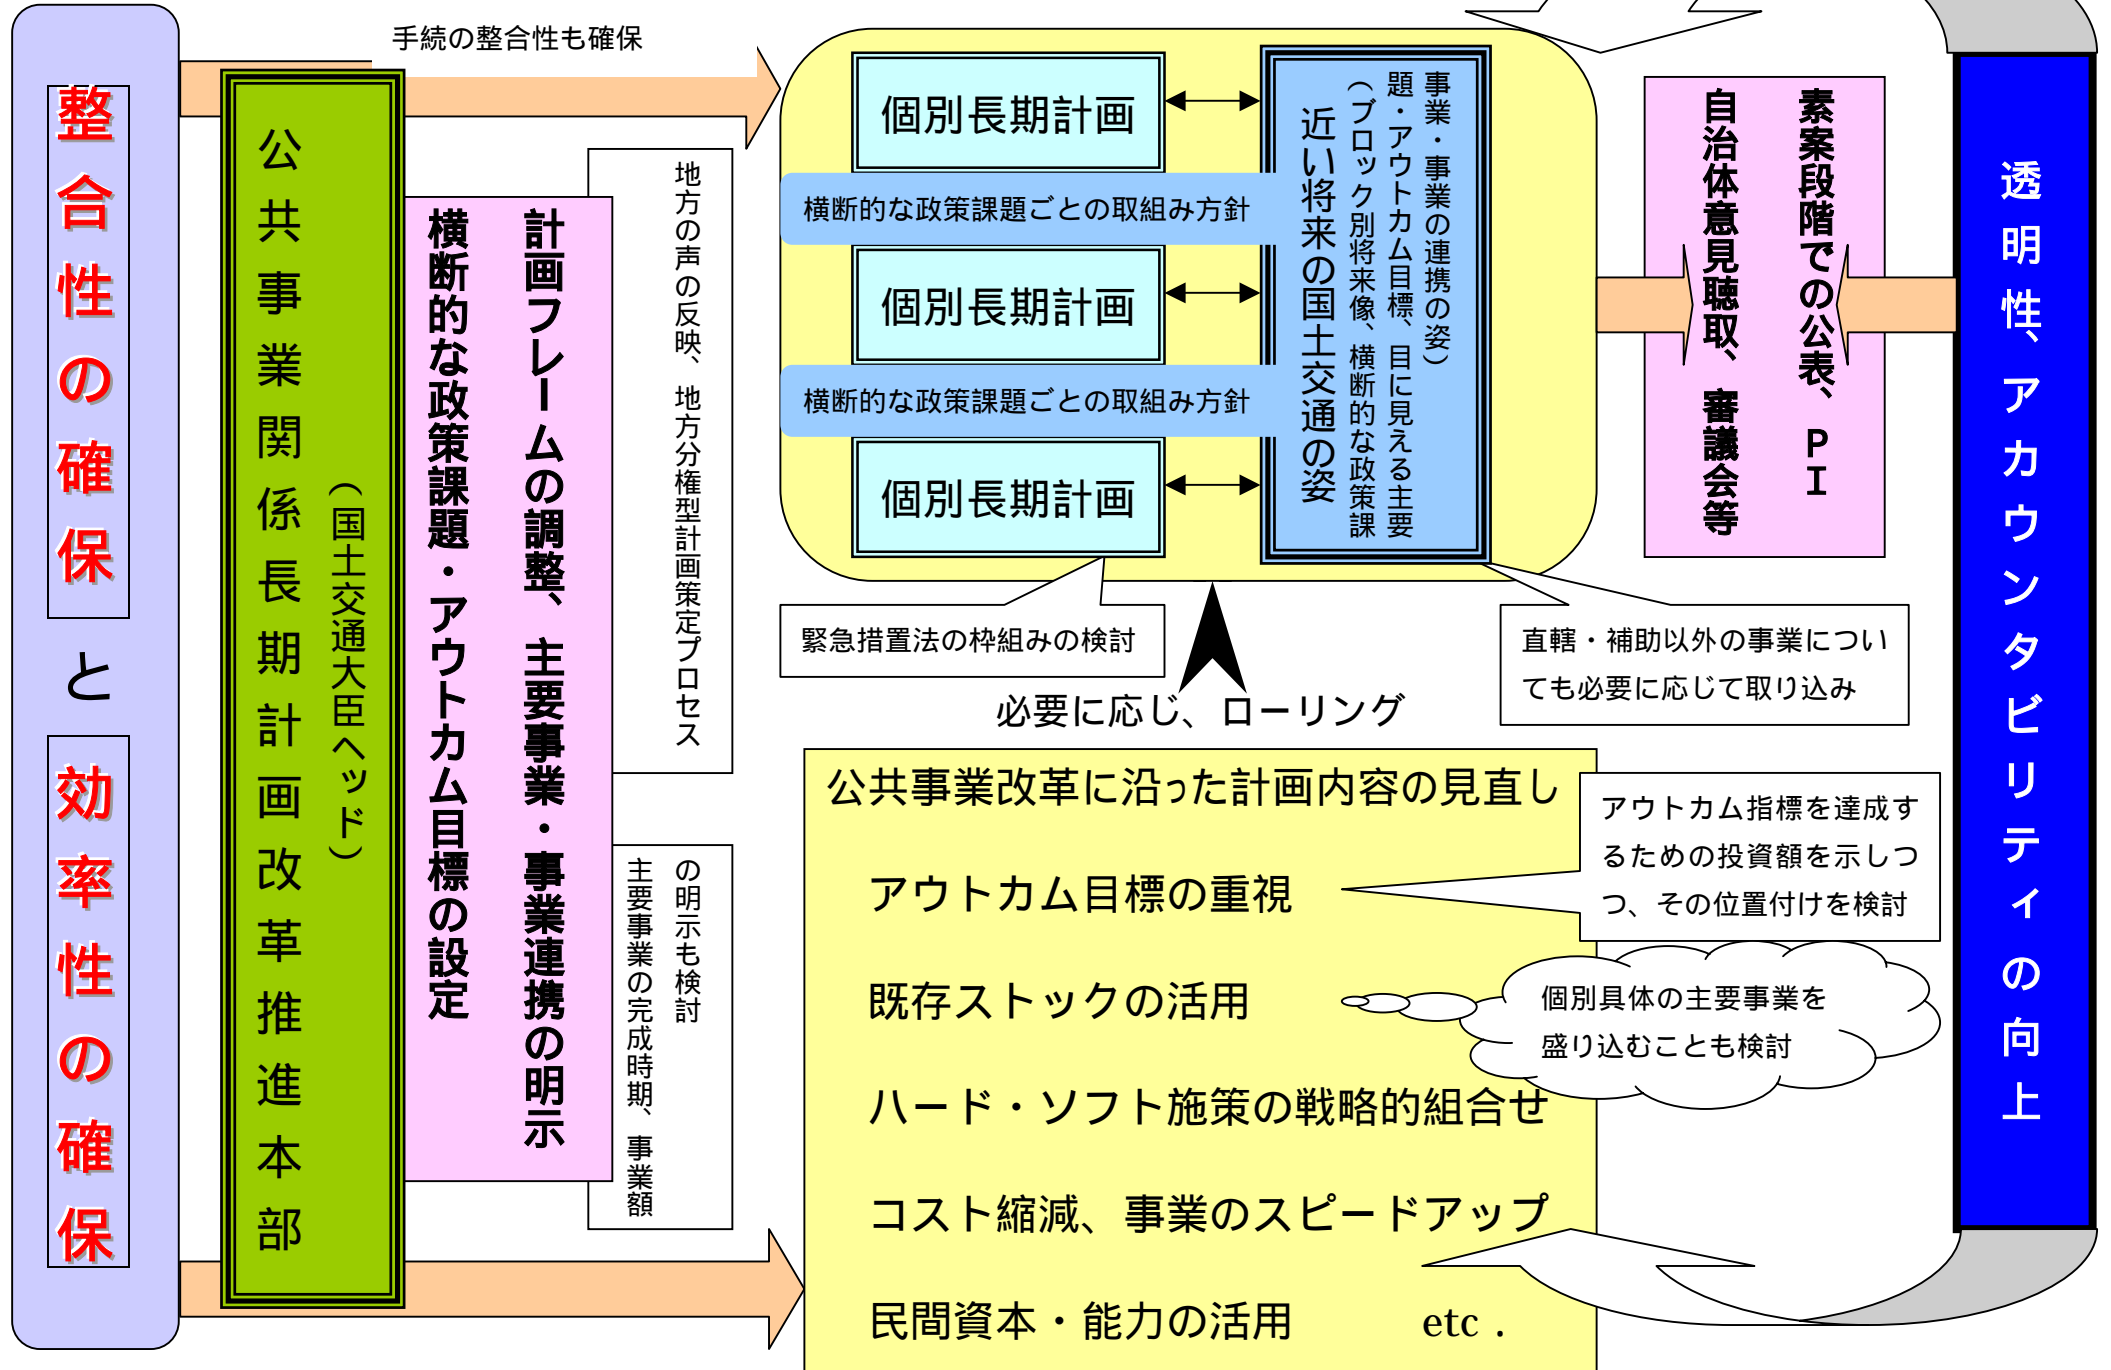 整合性の確保
と
効率性の確保
手続の整合性も確保
公共事業関係長期計画改革推進本部
（国土交通大臣ヘッド）
計画フレームの調整、主要事業・事業連携の明示
横断的な政策課題・アウトカム目標の設定
地方の声の反映、地方分権型計画策定プロセス
主要事業の完成時期、事業額
の明示も検討
個別長期計画
横断的な政策課題ごとの取組み方針
個別長期計画
横断的な政策課題ごとの取組み方針
個別長期計画
近い将来の国土交通の姿
（ブロック別将来像、横断的な政策課
題・アウトカム目標、目に見える主要
事業・事業の連携の姿）
素案段階での公表、ＰＩ
自治体意見聴取、審議会等
透明性、アカウンタビリティの向上
緊急措置法の枠組みの検討
直轄・補助以外の事業につい
ても必要に応じて取り込み
必要に応じ、ローリング
公共事業改革に沿った計画内容の見直し
アウトカム目標の重視
既存ストックの活用
ハード・ソフト施策の戦略的組合せ
コスト縮減、事業のスピードアップ
民間資本・能力の活用　　　etc．
アウトカム指標を達成す
るための投資額を示しつ
つ、その位置付けを検討
個別具体の主要事業を
盛り込むことも検討